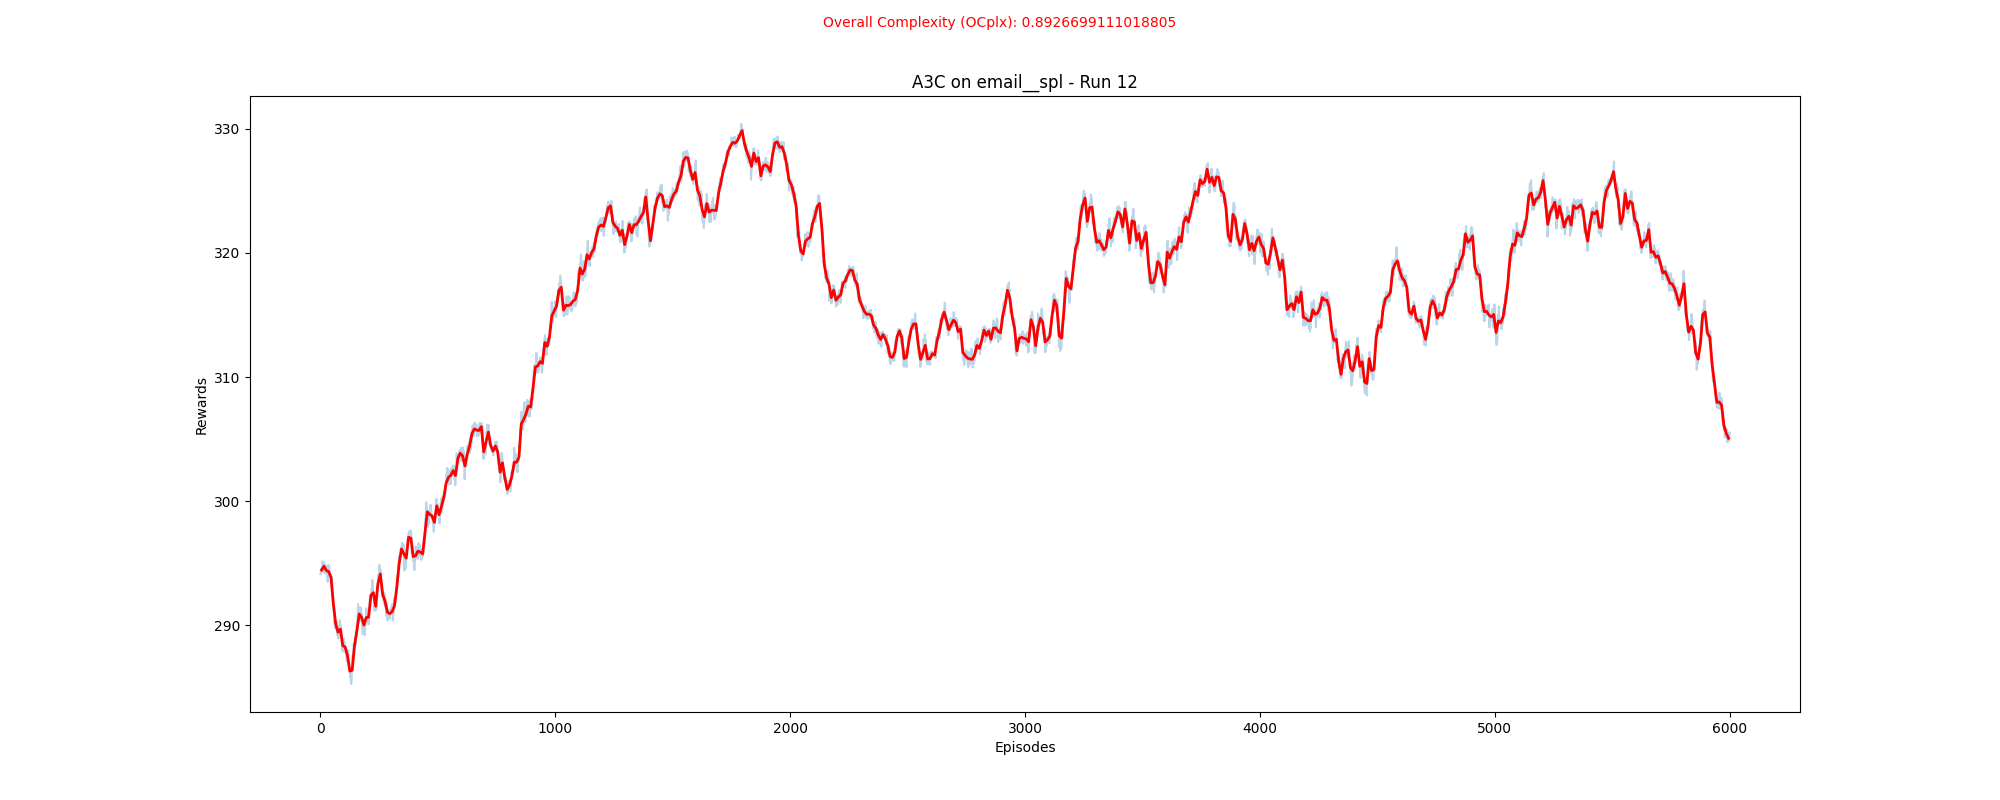 Overall Complexity (OCplx): 0.8926699111018805
A3C on email__spl - Run 12
330
320
310
300
290
Rewards
0 1000 2000 3000 4000 5000 6000
Episodes